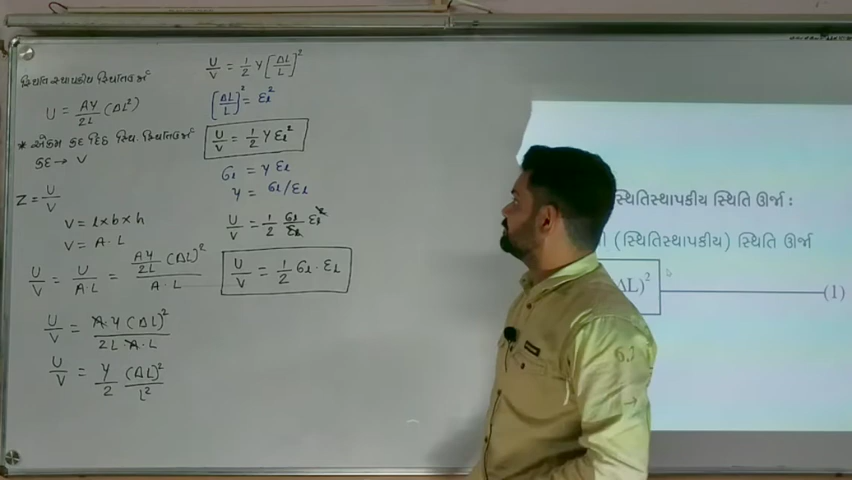 સ્થિતિ સ્થાપકીય સ્થિતિઊર્જા
U = AY/2L (ΔL²)
* એકમ કદ દિઠ સ્થિ. સ્થિતિઊર્જા
કદ → V
Z = U/V
V = l×b×h
V = A·L
U/V = U/A·L = AY/2L (ΔL)² / A·L
U/V = A·Y (ΔL)² / 2L A·L
U/V = Y/2 (ΔL)²/L²
U/V = 1/2 Y [ΔL/L]²
[ΔL/L]² = εl²
U/V = 1/2 Y εl²
σl = Y εl
Y = σl/εl
U/V = 1/2 σl/εl εl²
U/V = 1/2 σl · εl
સ્થિતિસ્થાપકીય સ્થિતિ ઊર્જા :
(સ્થિતિસ્થાપકીય) સ્થિતિ ઊર્જા
ΔL)² (1)